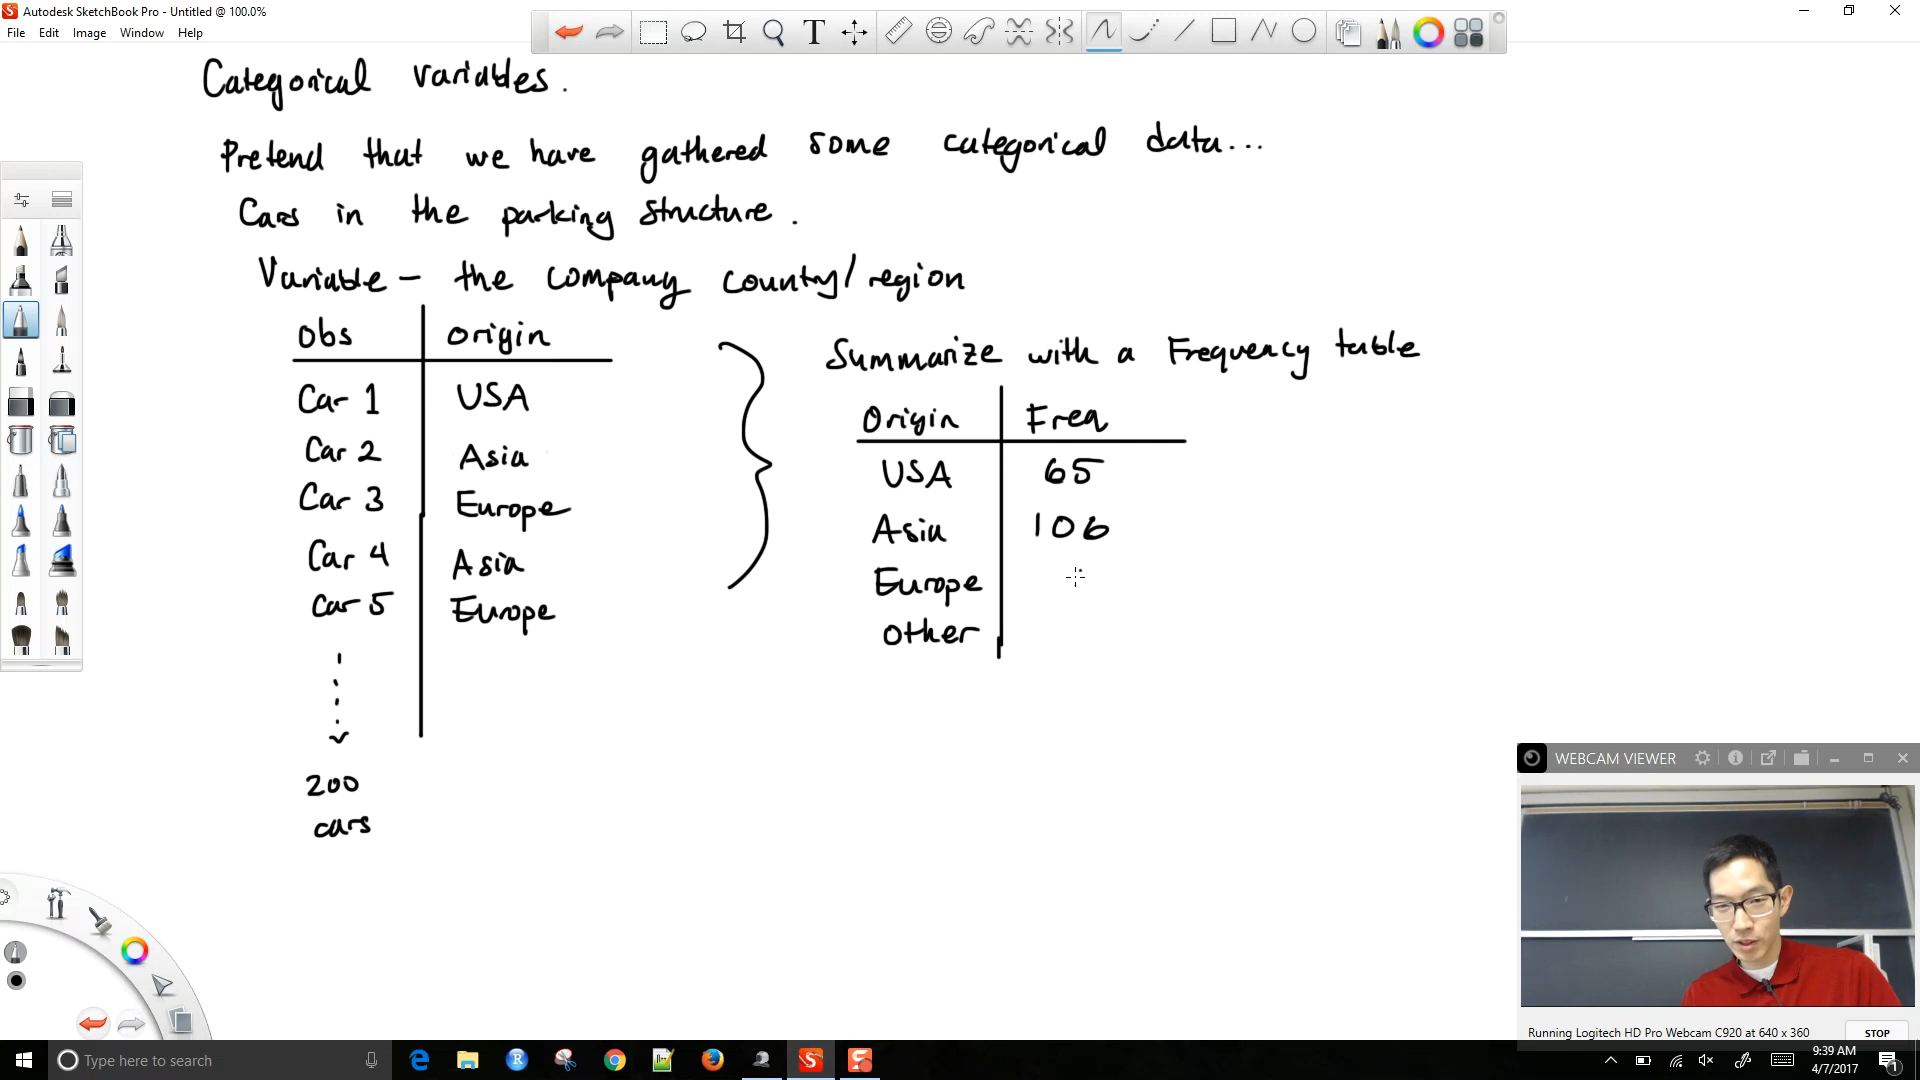 Autodesk SketchBook Pro - Untitled @ 100.0%
File Edit Image Window Help
T
Categorical variables.
Pretend that we have gathered some categorical data...
Cars in the parking structure.
Variable - the company country/region
Obs origin
Car 1 USA
Car 2 Asia
Car 3 Europe
Car 4 Asia
Car 5 Europe
200
cars
Summarize with a Frequency table
Origin Freq
USA 65
Asia 106
Europe
Other
WEBCAM VIEWER
Running Logitech HD Pro Webcam C920 at 640 x 360
STOP
Type here to search
9:39 AM
4/7/2017
1